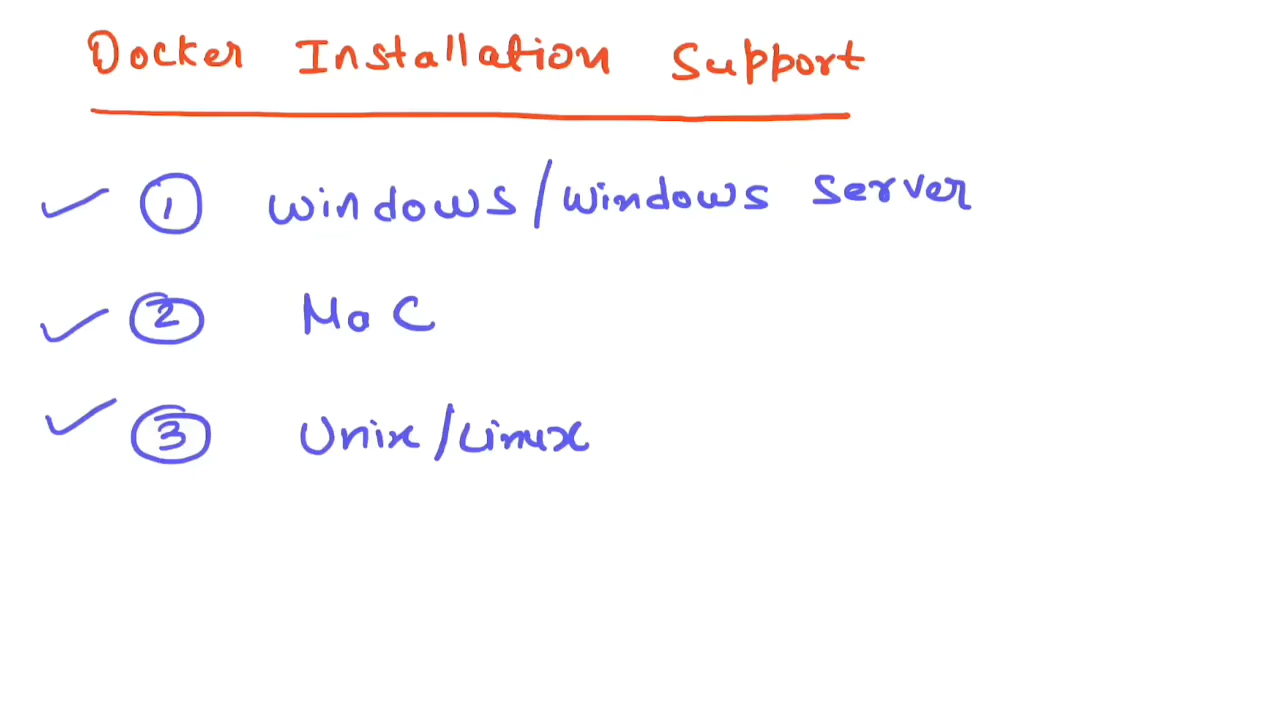 Docker Installation Support
1 Windows/Windows Server
2 Mac
3 Unix/Linux